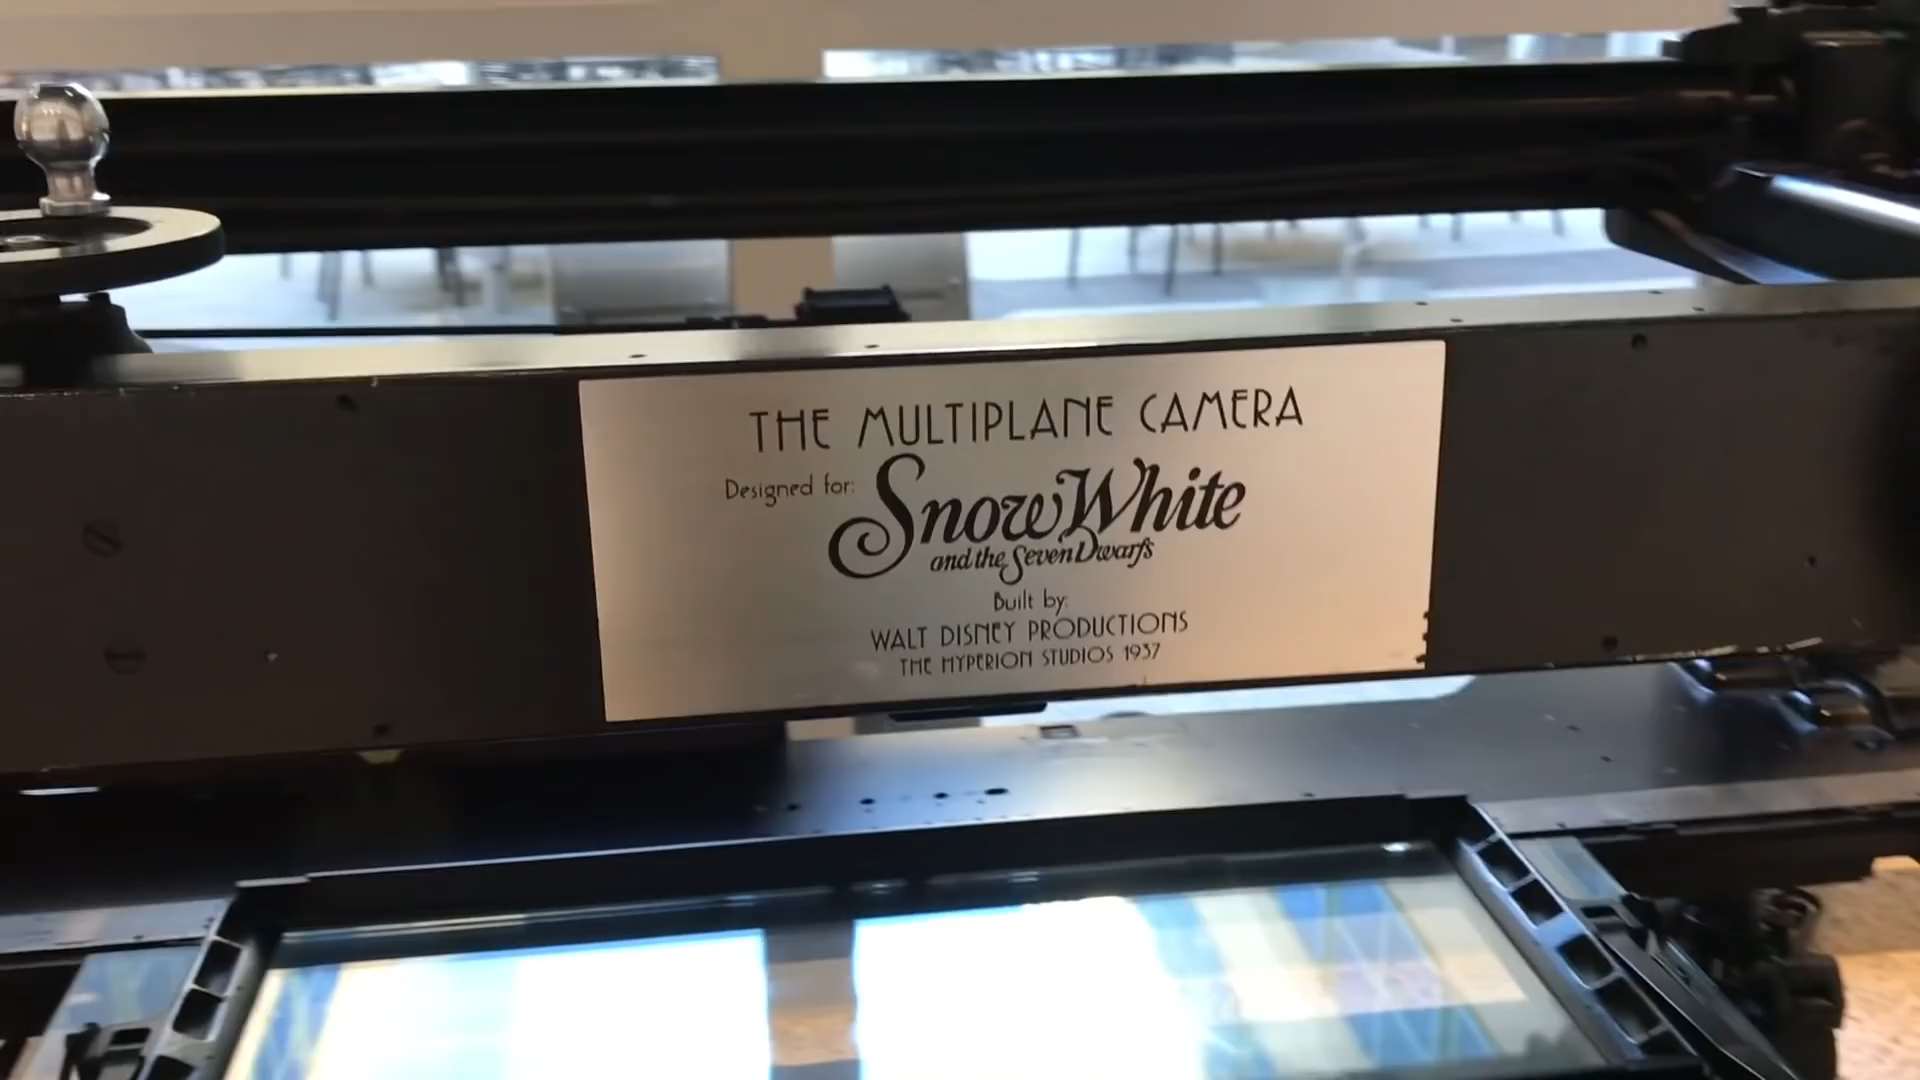 THE MULTIPLANE CAMERA
Designed for: Snow White
and the Seven Dwarfs
Built by:
WALT DISNEY PRODUCTIONS
THE HYPERION STUDIOS 1937